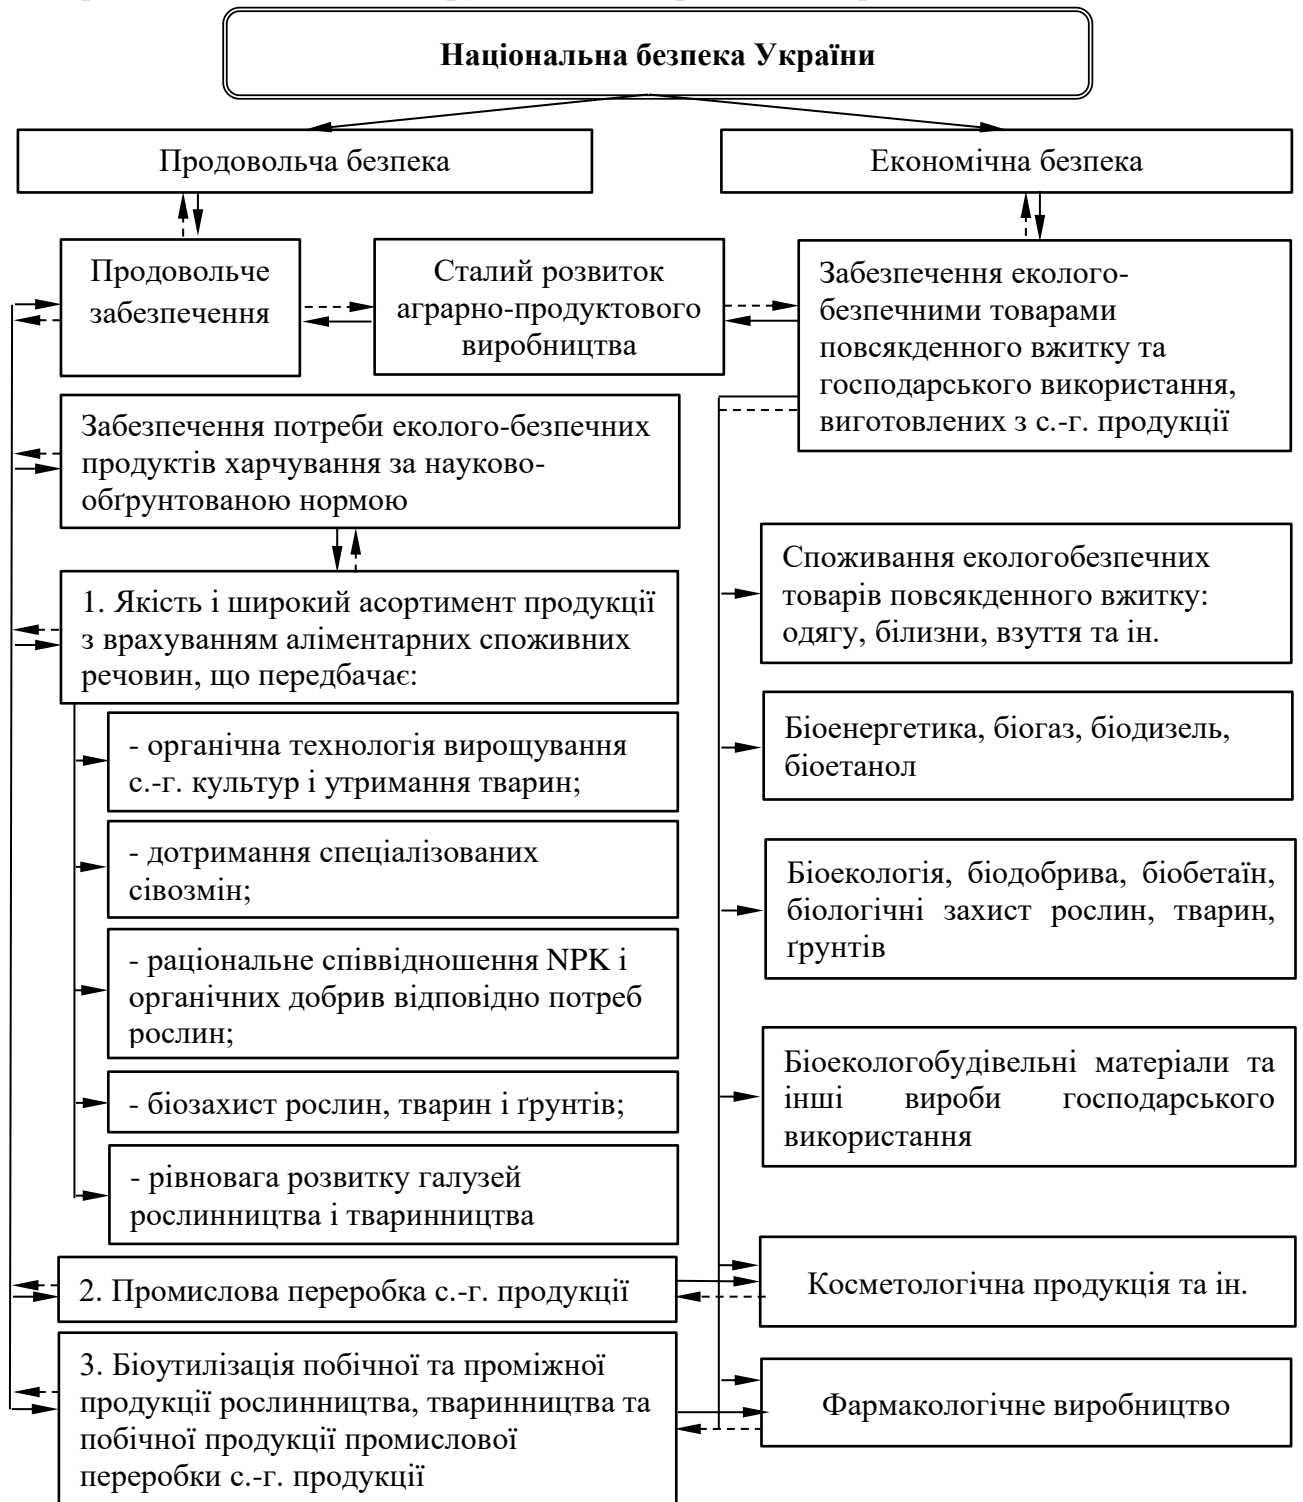 Національна безпека України
Продовольча безпека
Економічна безпека
Продовольче
забезпечення
Сталий розвиток
аграрно-продуктового
виробництва
Забезпечення еколого-
безпечними товарами
повсякденного вжитку та
господарського використання,
виготовлених з с.-г. продукції
Забезпечення потреби еколого-безпечних
продуктів харчування за науково-
обґрунтованою нормою
1. Якість і широкий асортимент продукції
з врахуванням аліментарних споживних
речовин, що передбачає:
- органічна технологія вирощування
с.-г. культур і утримання тварин;
- дотримання спеціалізованих
сівозмін;
- раціональне співвідношення NPK і
органічних добрив відповідно потреб
рослин;
- біозахист рослин, тварин і ґрунтів;
- рівновага розвитку галузей
рослинництва і тваринництва
2. Промислова переробка с.-г. продукції
3. Біоутилізація побічної та проміжної
продукції рослинництва, тваринництва та
побічної продукції промислової
переробки с.-г. продукції
Споживання екологобезпечних
товарів повсякденного вжитку:
одягу, білизни, взуття та ін.
Біоенергетика, біогаз, біодизель,
біоетанол
Біоекологія, біодобрива, біобетаїн,
біологічні захист рослин, тварин,
ґрунтів
Біоекологобудівельні матеріали та
інші вироби господарського
використання
Косметологічна продукція та ін.
Фармакологічне виробництво